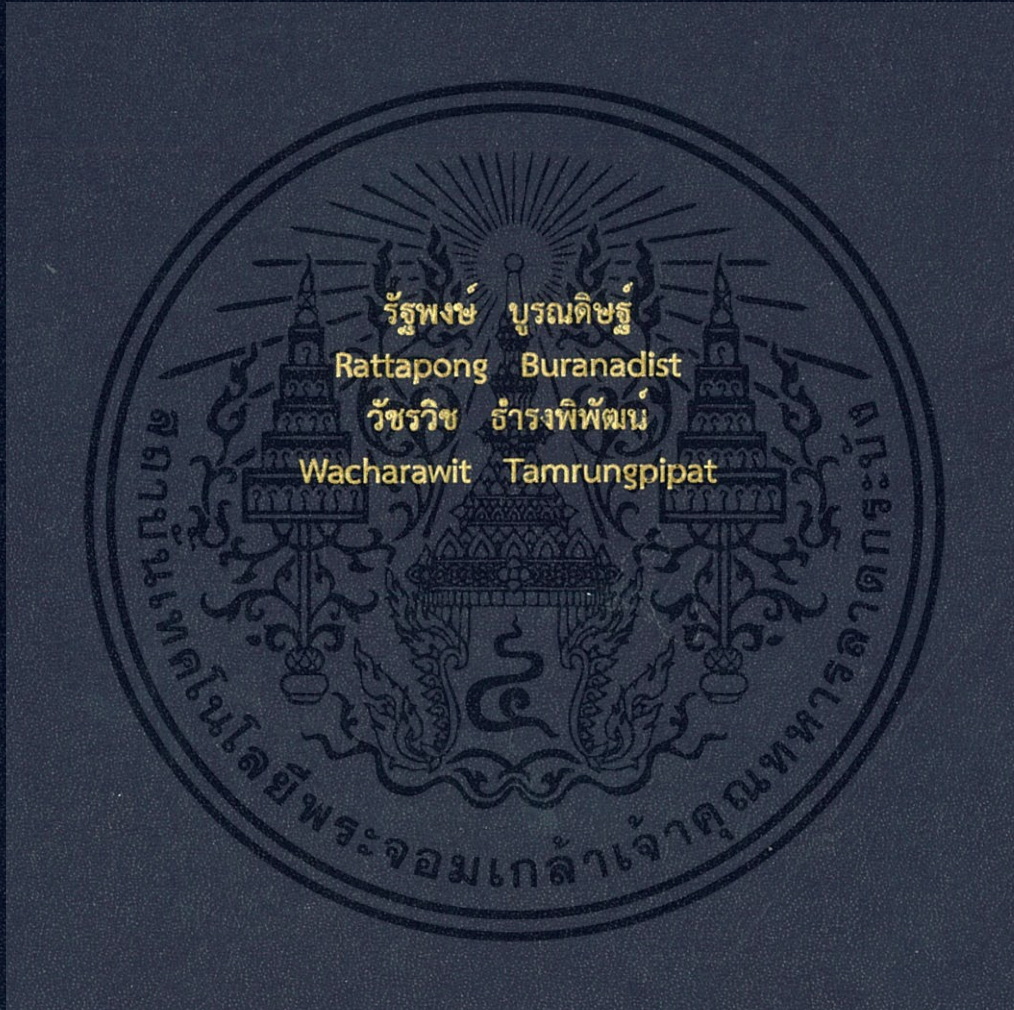 รัฐพงษ์ บูรณดิษฐ์
Rattapong Buranadist
วัชรวิช ธำรงพิพัฒน์
Wacharawit Tamrungpipat
สถาบันเทคโนโลยีพระจอมเกล้าเจ้าคุณทหารลาดกระบัง